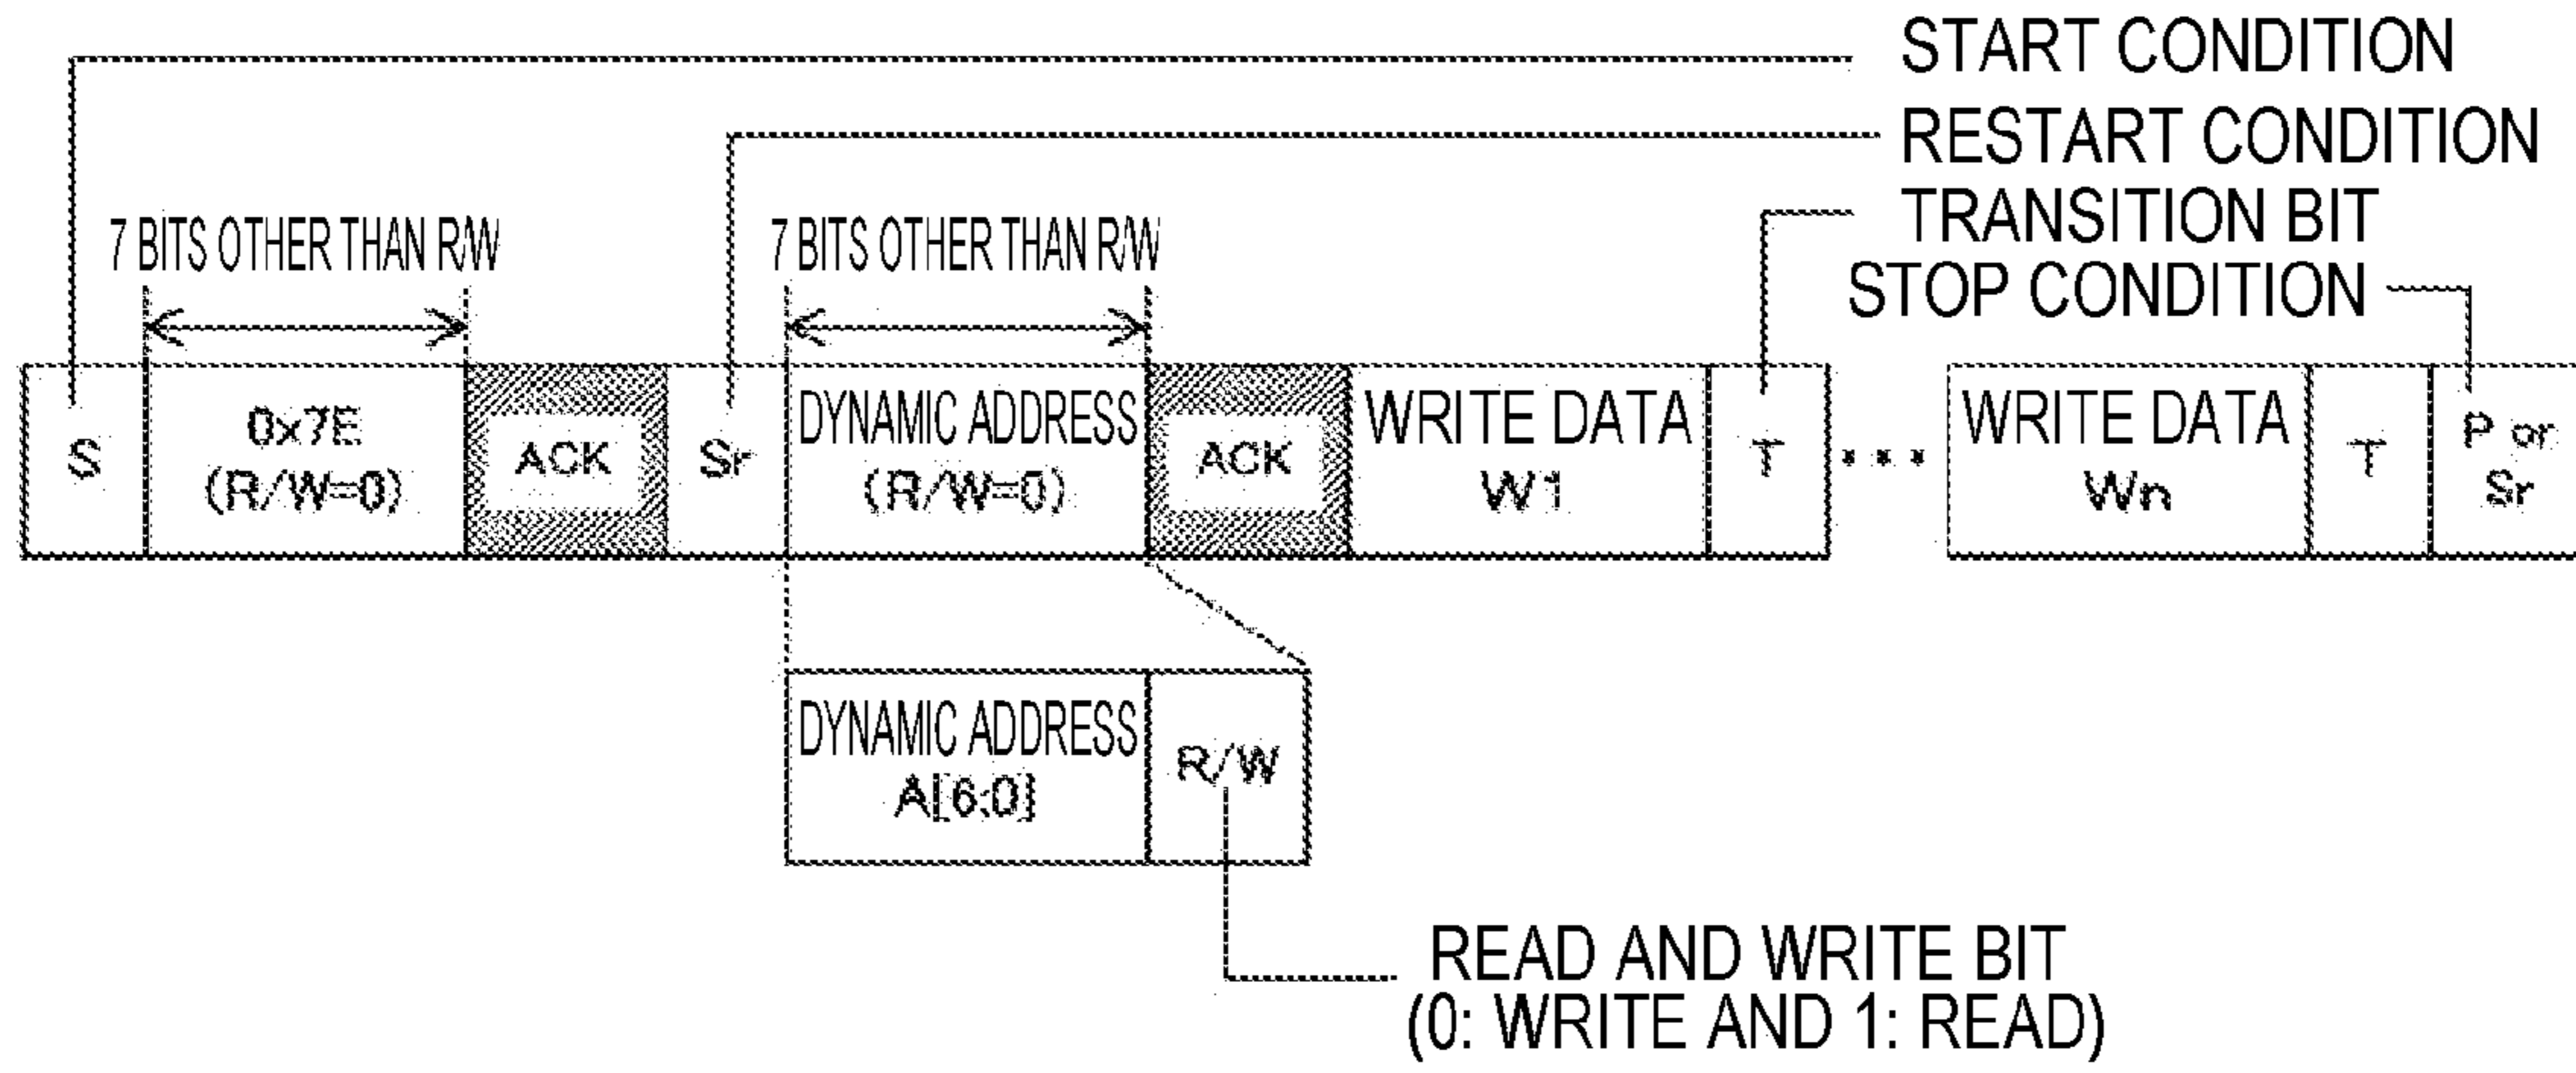 START CONDITION
RESTART CONDITION
TRANSITION BIT
STOP CONDITION
7 BITS OTHER THAN R/W
7 BITS OTHER THAN R/W
S
0x7E
(R/W=0)
ACK
Sr
DYNAMIC ADDRESS
(R/W=0)
ACK
WRITE DATA
W1
T
...
WRITE DATA
Wn
T
P or
Sr
DYNAMIC ADDRESS
A[6:0]
R/W
READ AND WRITE BIT
(0: WRITE AND 1: READ)